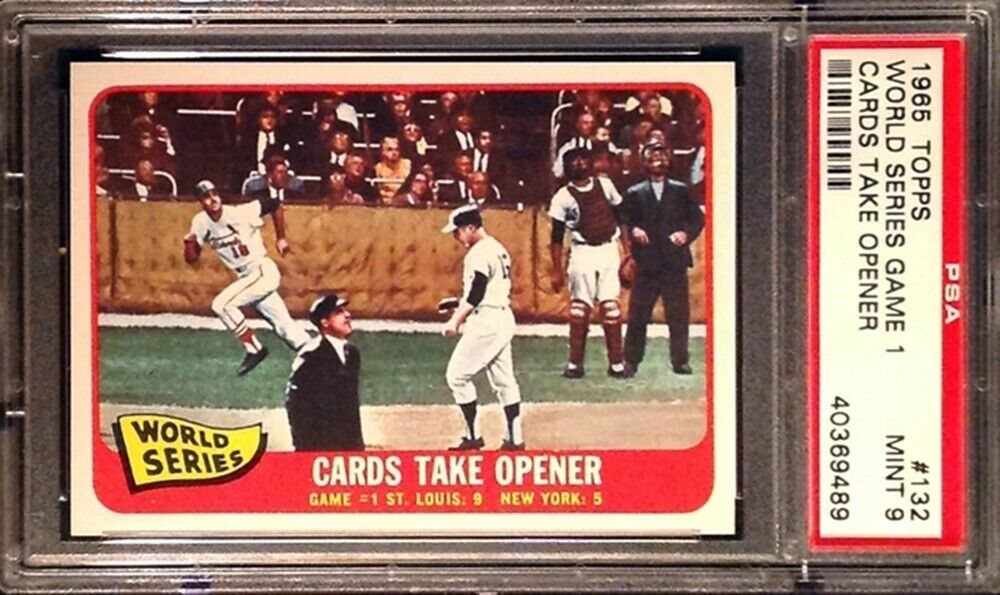 WORLD
SERIES
CARDS TAKE OPENER
GAME #1 ST. LOUIS: 9 NEW YORK: 5
PSA
1965 TOPPS #132
WORLD SERIES GAME 1 MINT 9
CARDS TAKE OPENER
40369489